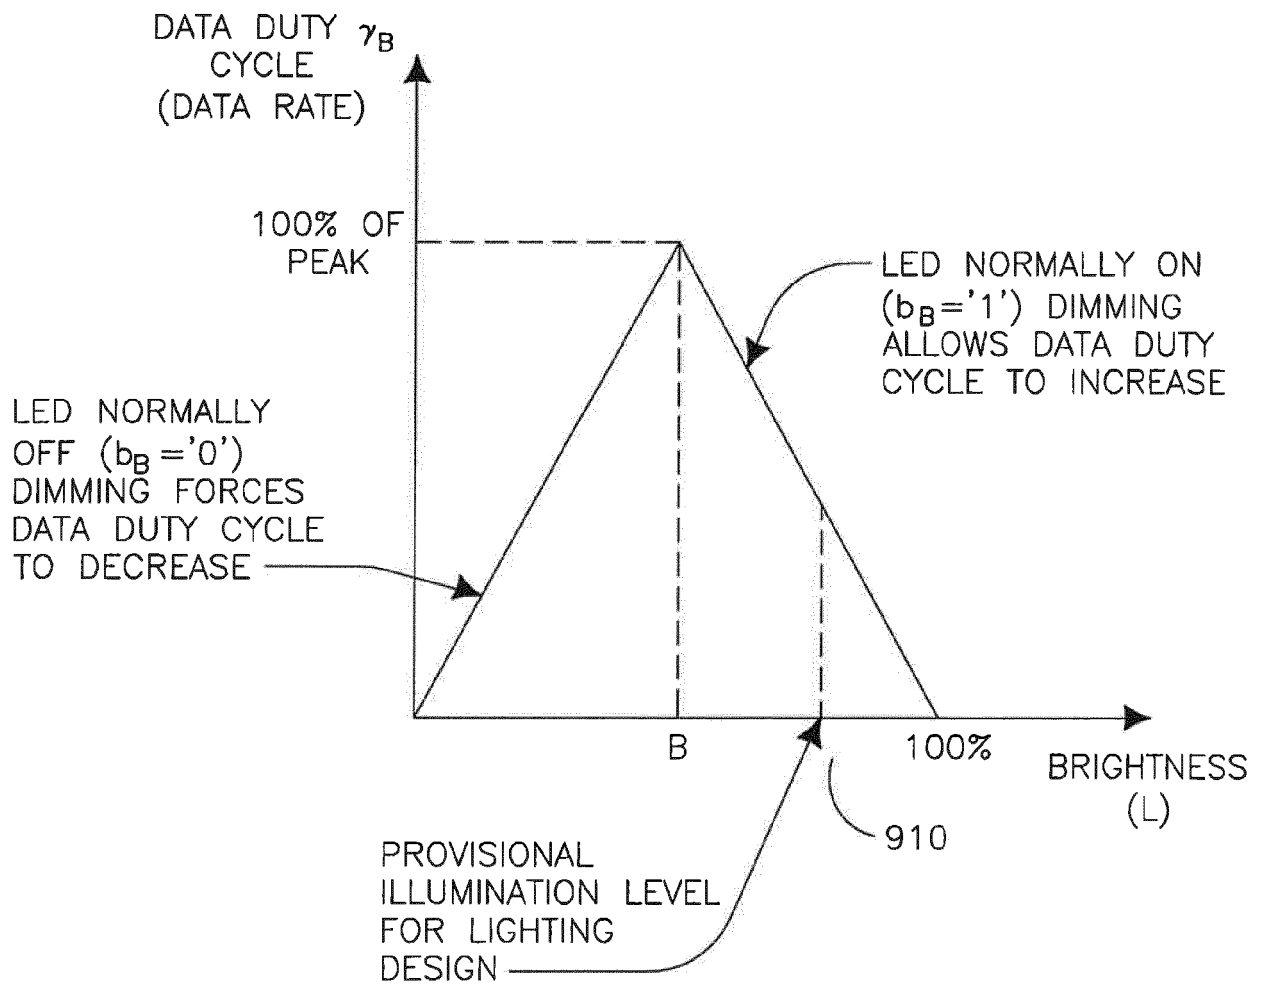 DATA DUTY γB
CYCLE
(DATA RATE)
100% OF
PEAK
LED NORMALLY ON
(bB='1') DIMMING
ALLOWS DATA DUTY
CYCLE TO INCREASE
LED NORMALLY
OFF (bB='0')
DIMMING FORCES
DATA DUTY CYCLE
TO DECREASE
B
100%
BRIGHTNESS
(L)
910
PROVISIONAL
ILLUMINATION LEVEL
FOR LIGHTING
DESIGN